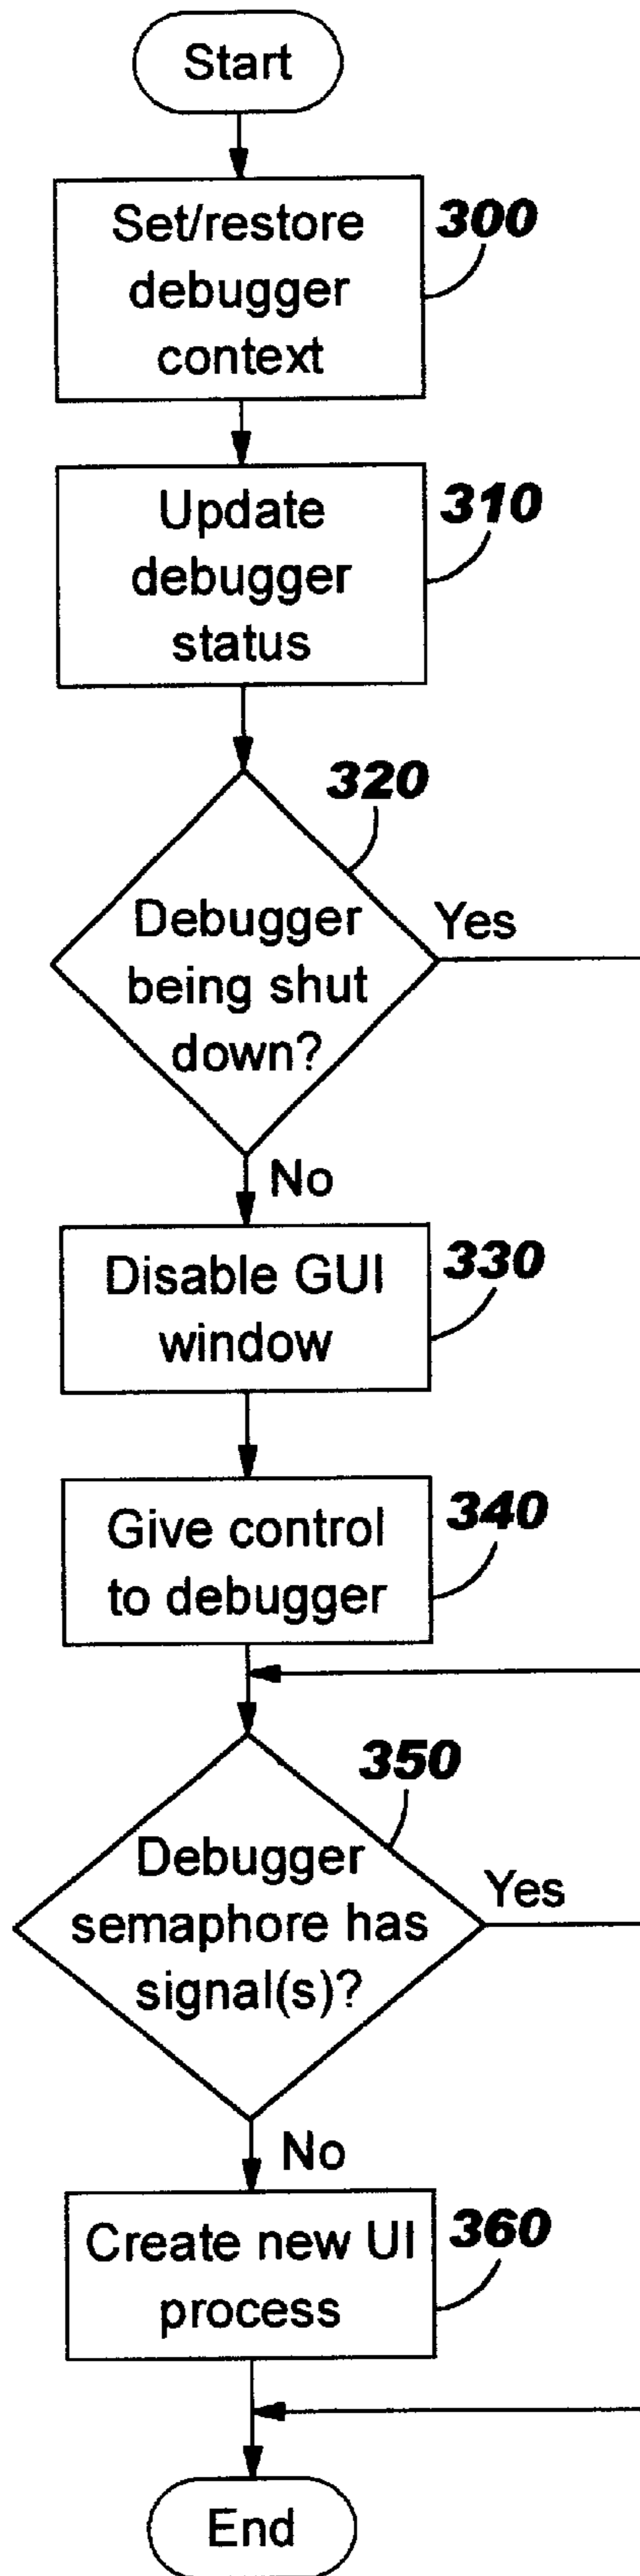 Start
Set/restore
debugger
context
300
Update
debugger
status
310
320
Debugger
being shut
down?
Yes
No
Disable GUI
window
330
Give control
to debugger
340
350
Debugger
semaphore has
signal(s)?
Yes
No
Create new UI
process
360
End